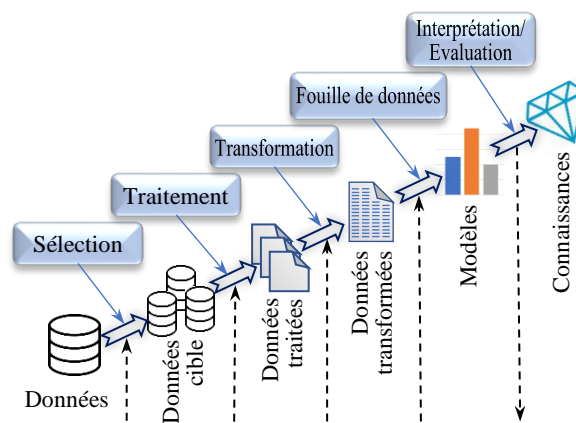 Interprétation/
Evaluation
Fouille de données
Transformation
Traitement
Sélection
Données
Données
cible
Données
traitées
Données
transformées
Modèles
Connaissances